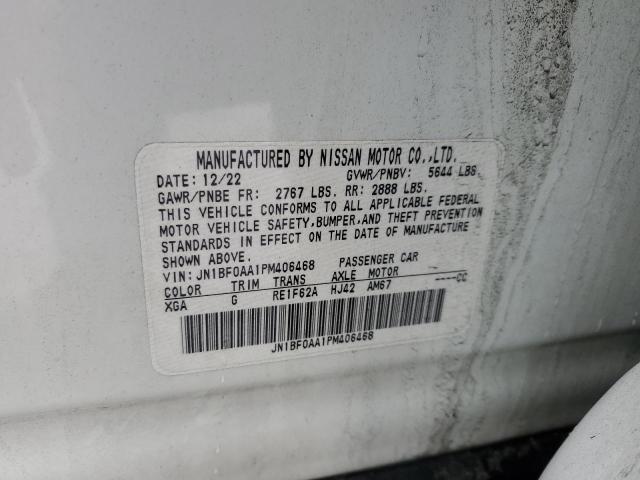 MANUFACTURED BY NISSAN MOTOR CO.,LTD.
DATE: 12/22 GVWR/PNBV: 5644 LBS.
GAWR/PNBE FR: 2767 LBS. RR: 2888 LBS.
THIS VEHICLE CONFORMS TO ALL APPLICABLE FEDERAL
MOTOR VEHICLE SAFETY,BUMPER,AND THEFT PREVENTION
STANDARDS IN EFFECT ON THE DATE OF MANUFACTURE
SHOWN ABOVE.
VIN: JN1BF0AA1PM406468 PASSENGER CAR
COLOR TRIM TRANS AXLE MOTOR
XGA G RE1F62A HJ42 AM67 ----CC
JN1BF0AA1PM406468